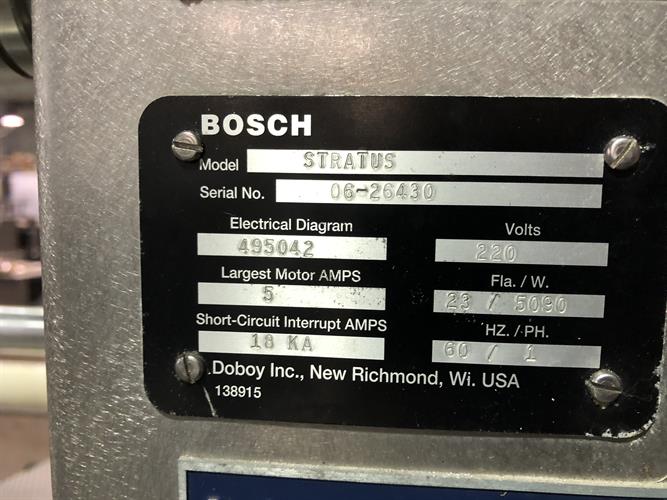 BOSCH
Model STRATUS
Serial No. 06-26430
Electrical Diagram Volts
495042 220
Largest Motor AMPS Fla. / W.
5 23 / 5090
Short-Circuit Interrupt AMPS HZ. / PH.
18 KA 60 / 1
Doboy Inc., New Richmond, Wi. USA
138915